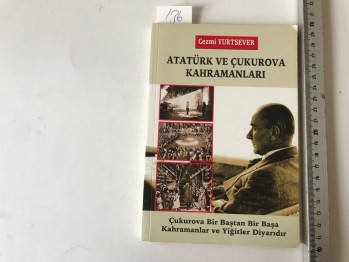 Cezmi YURTSEVER
ATATÜRK VE ÇUKUROVA
KAHRAMANLARI
Çukurova Bir Baştan Bir Başa
Kahramanlar ve Yiğitler Diyarıdır